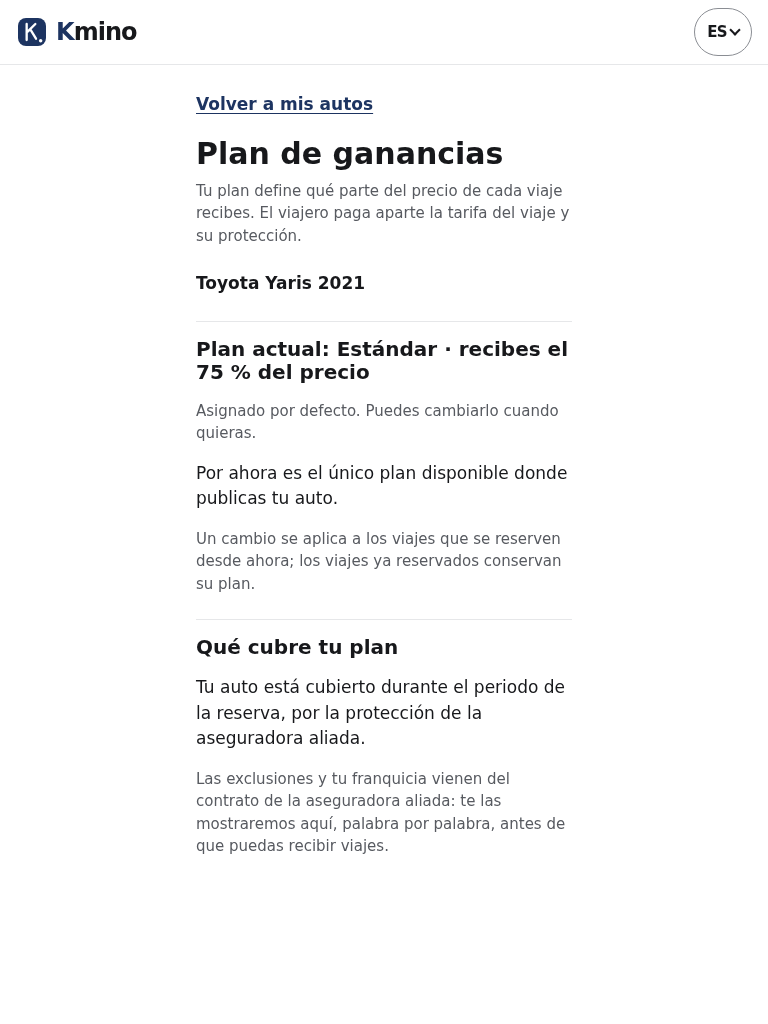 Kmino
ES
Volver a mis autos
Plan de ganancias
Tu plan define qué parte del precio de cada viaje
recibes. El viajero paga aparte la tarifa del viaje y
su protección.
Toyota Yaris 2021
Plan actual: Estándar · recibes el
75 % del precio
Asignado por defecto. Puedes cambiarlo cuando
quieras.
Por ahora es el único plan disponible donde
publicas tu auto.
Un cambio se aplica a los viajes que se reserven
desde ahora; los viajes ya reservados conservan
su plan.
Qué cubre tu plan
Tu auto está cubierto durante el periodo de
la reserva, por la protección de la
aseguradora aliada.
Las exclusiones y tu franquicia vienen del
contrato de la aseguradora aliada: te las
mostraremos aquí, palabra por palabra, antes de
que puedas recibir viajes.